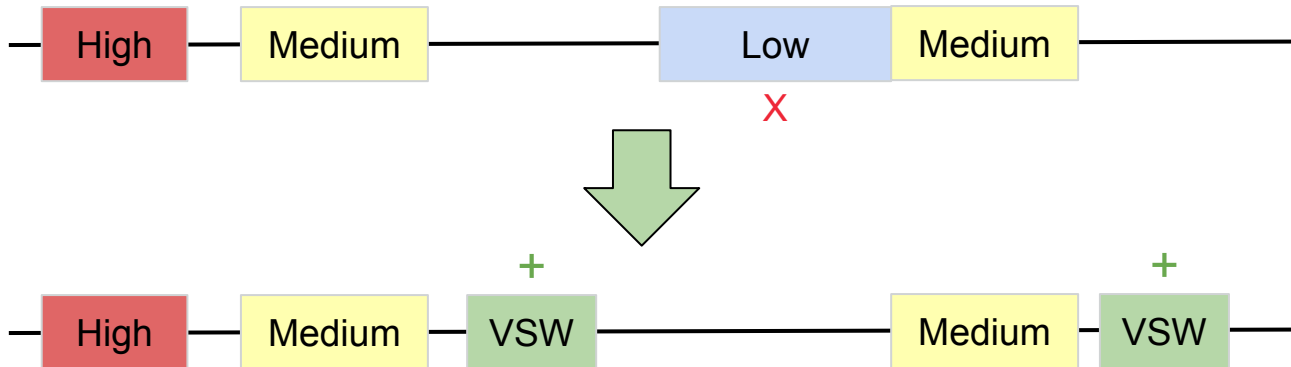 High Medium Low Medium
X
+ +
High Medium VSW Medium VSW